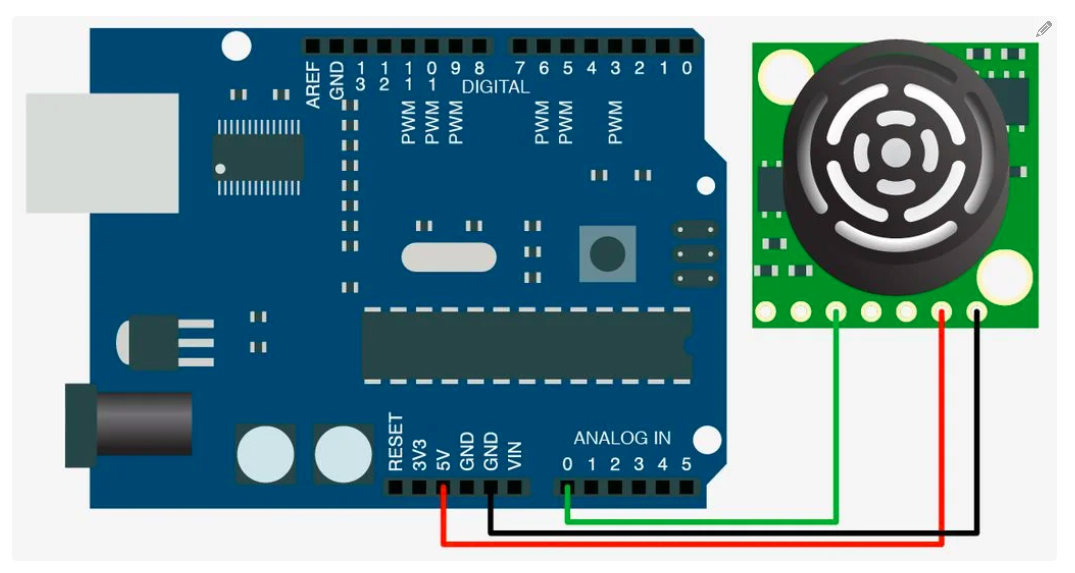 AREF
GND
13
12
11
01
9
8
7
6
5
4
3
2
1
0
DIGITAL
PWM
PWM
PWM
PWM
PWM
PWM
RESET
3V3
5V
GND
GND
VIN
ANALOG IN
0 1 2 3 4 5